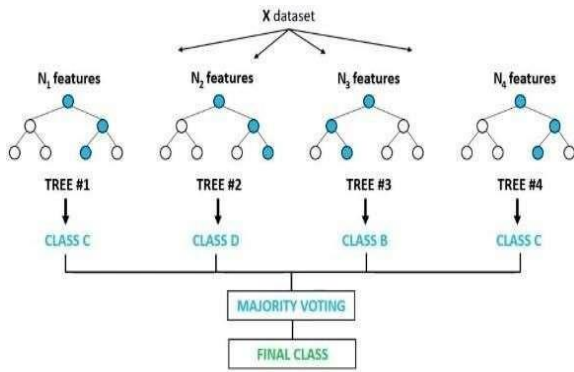 X dataset
N₁ features N₂ features N₃ features N₄ features
TREE #1 TREE #2 TREE #3 TREE #4
CLASS C CLASS D CLASS B CLASS C
MAJORITY VOTING
FINAL CLASS